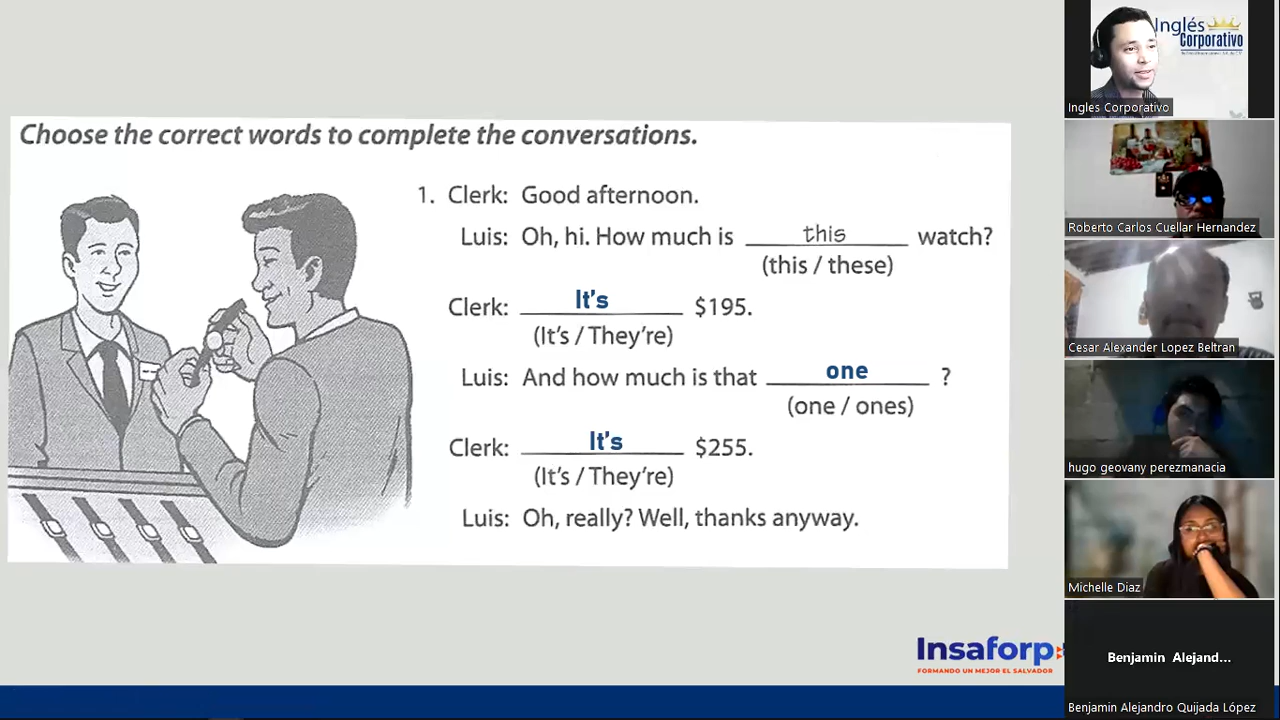 Choose the correct words to complete the conversations.
1. Clerk: Good afternoon.
Luis: Oh, hi. How much is this watch?
(this / these)
Clerk: It's $195.
(It's / They're)
Luis: And how much is that one ?
(one / ones)
Clerk: It's $255.
(It's / They're)
Luis: Oh, really? Well, thanks anyway.
Insaforp
FORMANDO UN MEJOR EL SALVADOR
Inglés
Corporativo
Ingles Corporativo
Roberto Carlos Cuellar Hernandez
Cesar Alexander Lopez Beltran
hugo geovany perezmanacia
Michelle Diaz
Benjamin Alejand...
Benjamin Alejandro Quijada López